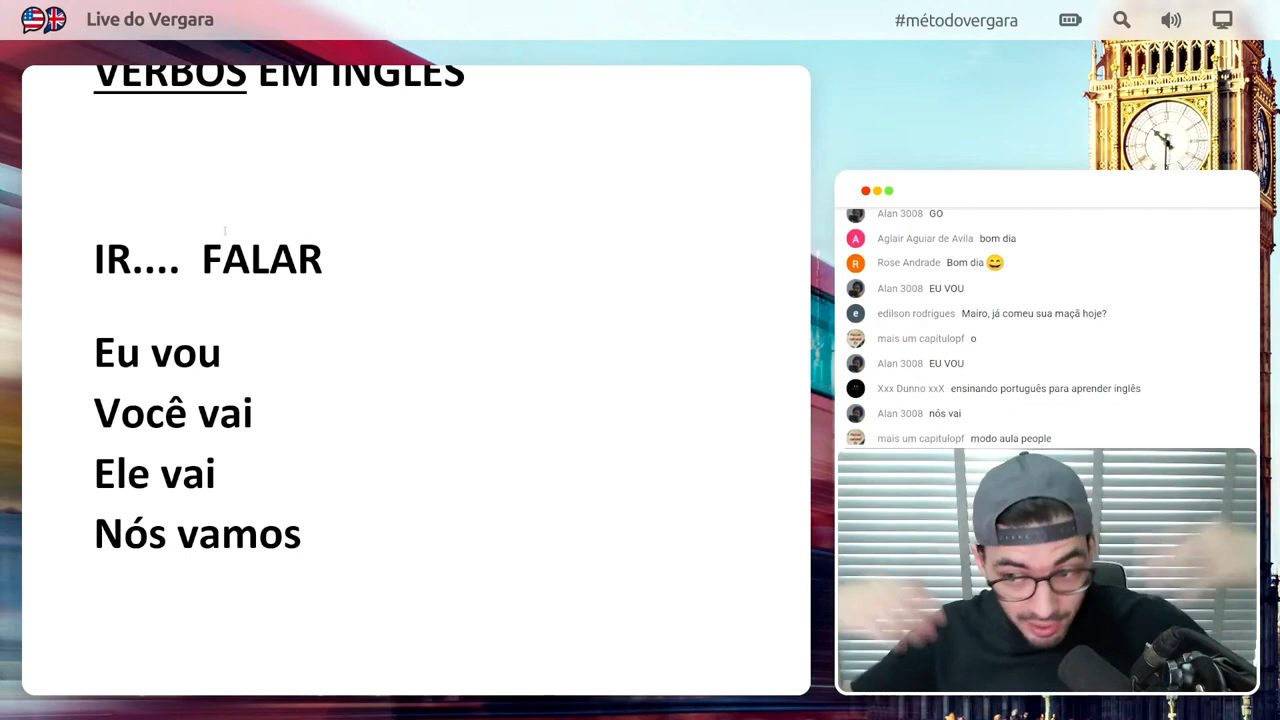 Live do Vergara
#métodovergara
VERBOS EM INGLÊS
IR.... FALAR
Eu vou
Você vai
Ele vai
Nós vamos
Alan 3008 GO
A Aglair Aguiar de Avila bom dia
R Rose Andrade Bom dia 😄
Alan 3008 EU VOU
e edilson rodrigues Mairo, já comeu sua maçã hoje?
mais um capitulopf o
Alan 3008 EU VOU
Xxx Dunno xxX ensinando português para aprender inglês
Alan 3008 nós vai
mais um capitulopf modo aula people